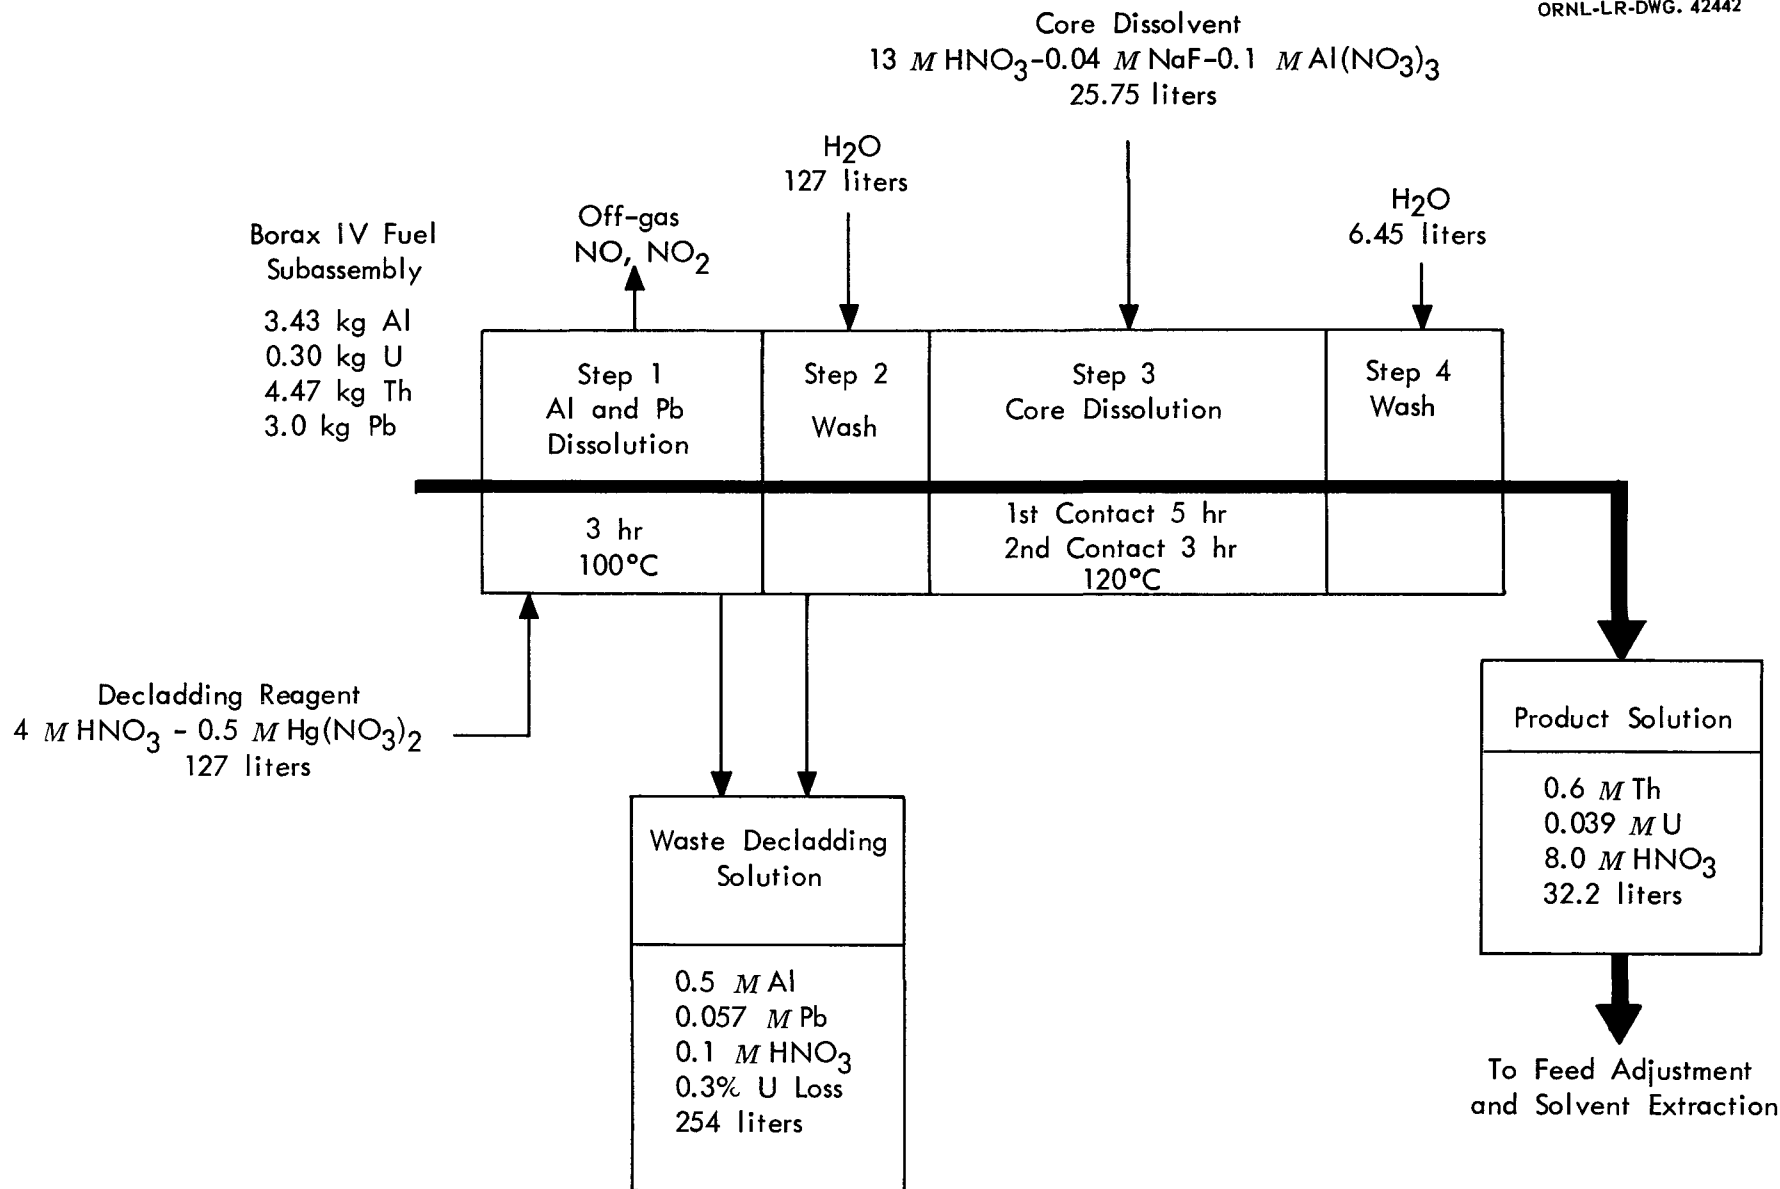 ORNL-LR-DWG. 42442
Core Dissolvent
13 M HNO3-0.04 M NaF-0.1 M Al(NO3)3
25.75 liters
H2O
127 liters
H2O
6.45 liters
Off-gas
NO, NO2
Borax IV Fuel
Subassembly
3.43 kg Al
0.30 kg U
4.47 kg Th
3.0 kg Pb
Step 1
Al and Pb
Dissolution
3 hr
100°C
Step 2
Wash
Step 3
Core Dissolution
1st Contact 5 hr
2nd Contact 3 hr
120°C
Step 4
Wash
Decladding Reagent
4 M HNO3 - 0.5 M Hg(NO3)2
127 liters
Waste Decladding
Solution
0.5 M Al
0.057 M Pb
0.1 M HNO3
0.3% U Loss
254 liters
Product Solution
0.6 M Th
0.039 M U
8.0 M HNO3
32.2 liters
To Feed Adjustment
and Solvent Extraction